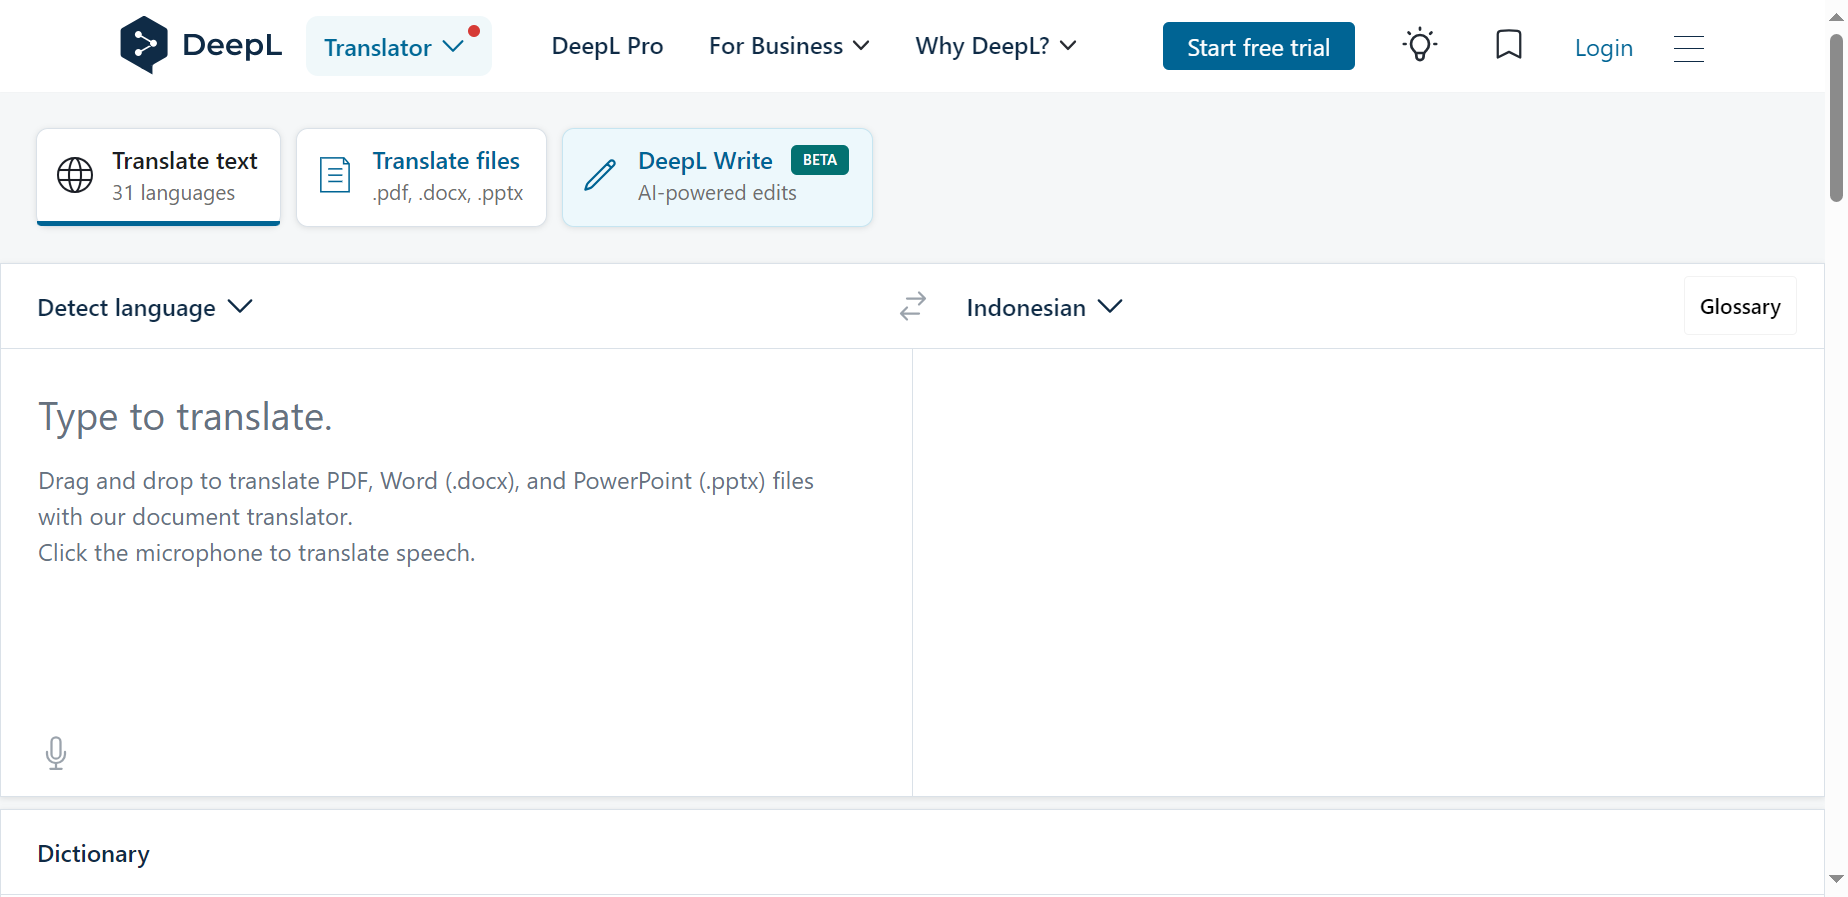 DeepL
Translator
DeepL Pro
For Business
Why DeepL?
Start free trial
Login
Translate text
31 languages
Translate files
.pdf, .docx, .pptx
DeepL Write BETA
AI-powered edits
Detect language
Indonesian
Glossary
Type to translate.
Drag and drop to translate PDF, Word (.docx), and PowerPoint (.pptx) files
with our document translator.
Click the microphone to translate speech.
Dictionary